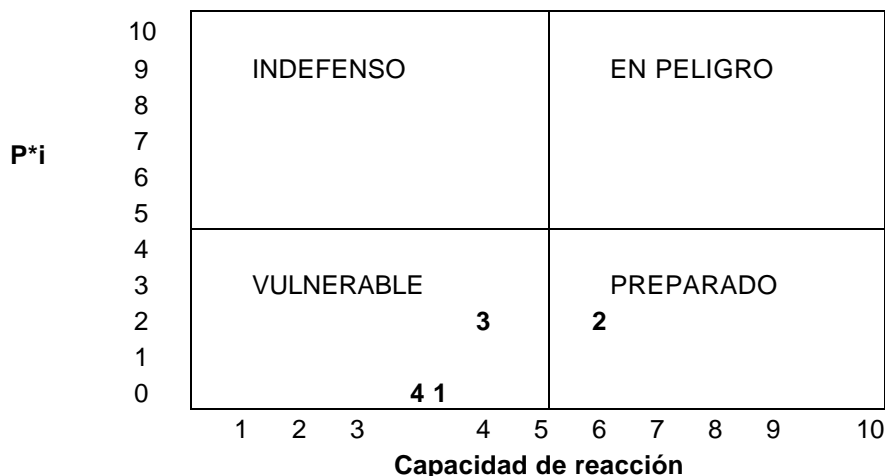 10
9 INDEFENSO EN PELIGRO
8
7
P*i
6
5
4
3 VULNERABLE PREPARADO
2 3 2
1
0 4 1
1 2 3 4 5 6 7 8 9 10
Capacidad de reacción